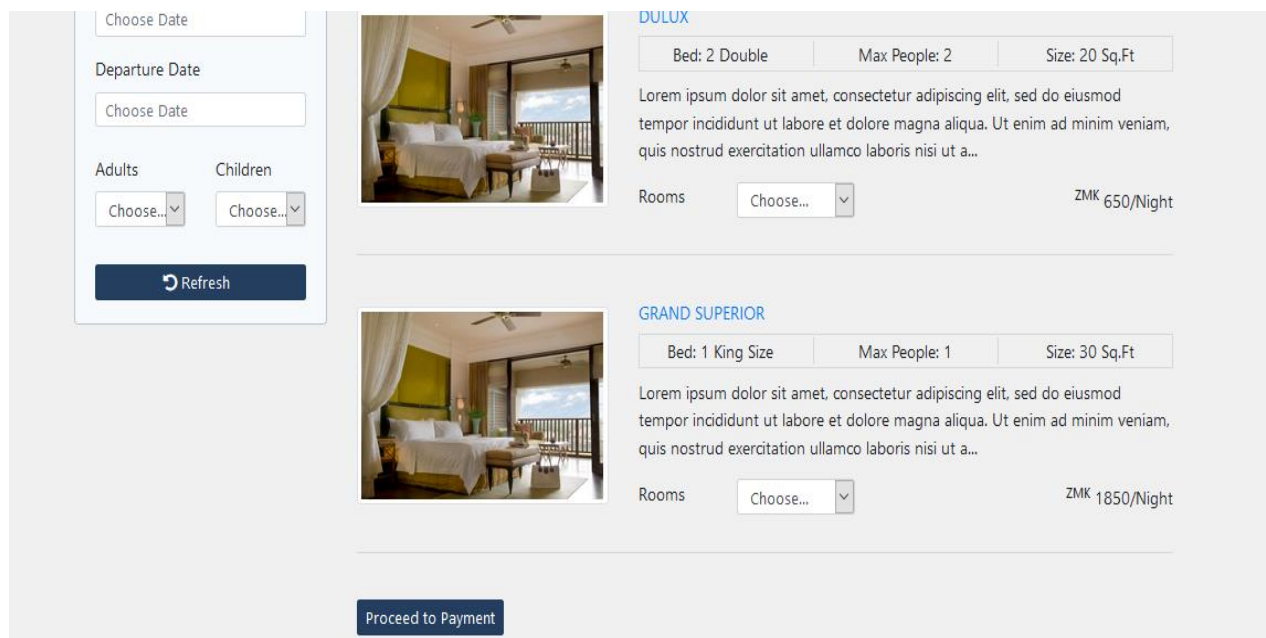 Choose Date
Departure Date
Choose Date
Adults Children
Choose... Choose...
Refresh
DULUX
Bed: 2 Double Max People: 2 Size: 20 Sq.Ft
Lorem ipsum dolor sit amet, consectetur adipiscing elit, sed do eiusmod
tempor incididunt ut labore et dolore magna aliqua. Ut enim ad minim veniam,
quis nostrud exercitation ullamco laboris nisi ut a...
Rooms Choose... ZMK 650/Night
GRAND SUPERIOR
Bed: 1 King Size Max People: 1 Size: 30 Sq.Ft
Lorem ipsum dolor sit amet, consectetur adipiscing elit, sed do eiusmod
tempor incididunt ut labore et dolore magna aliqua. Ut enim ad minim veniam,
quis nostrud exercitation ullamco laboris nisi ut a...
Rooms Choose... ZMK 1850/Night
Proceed to Payment